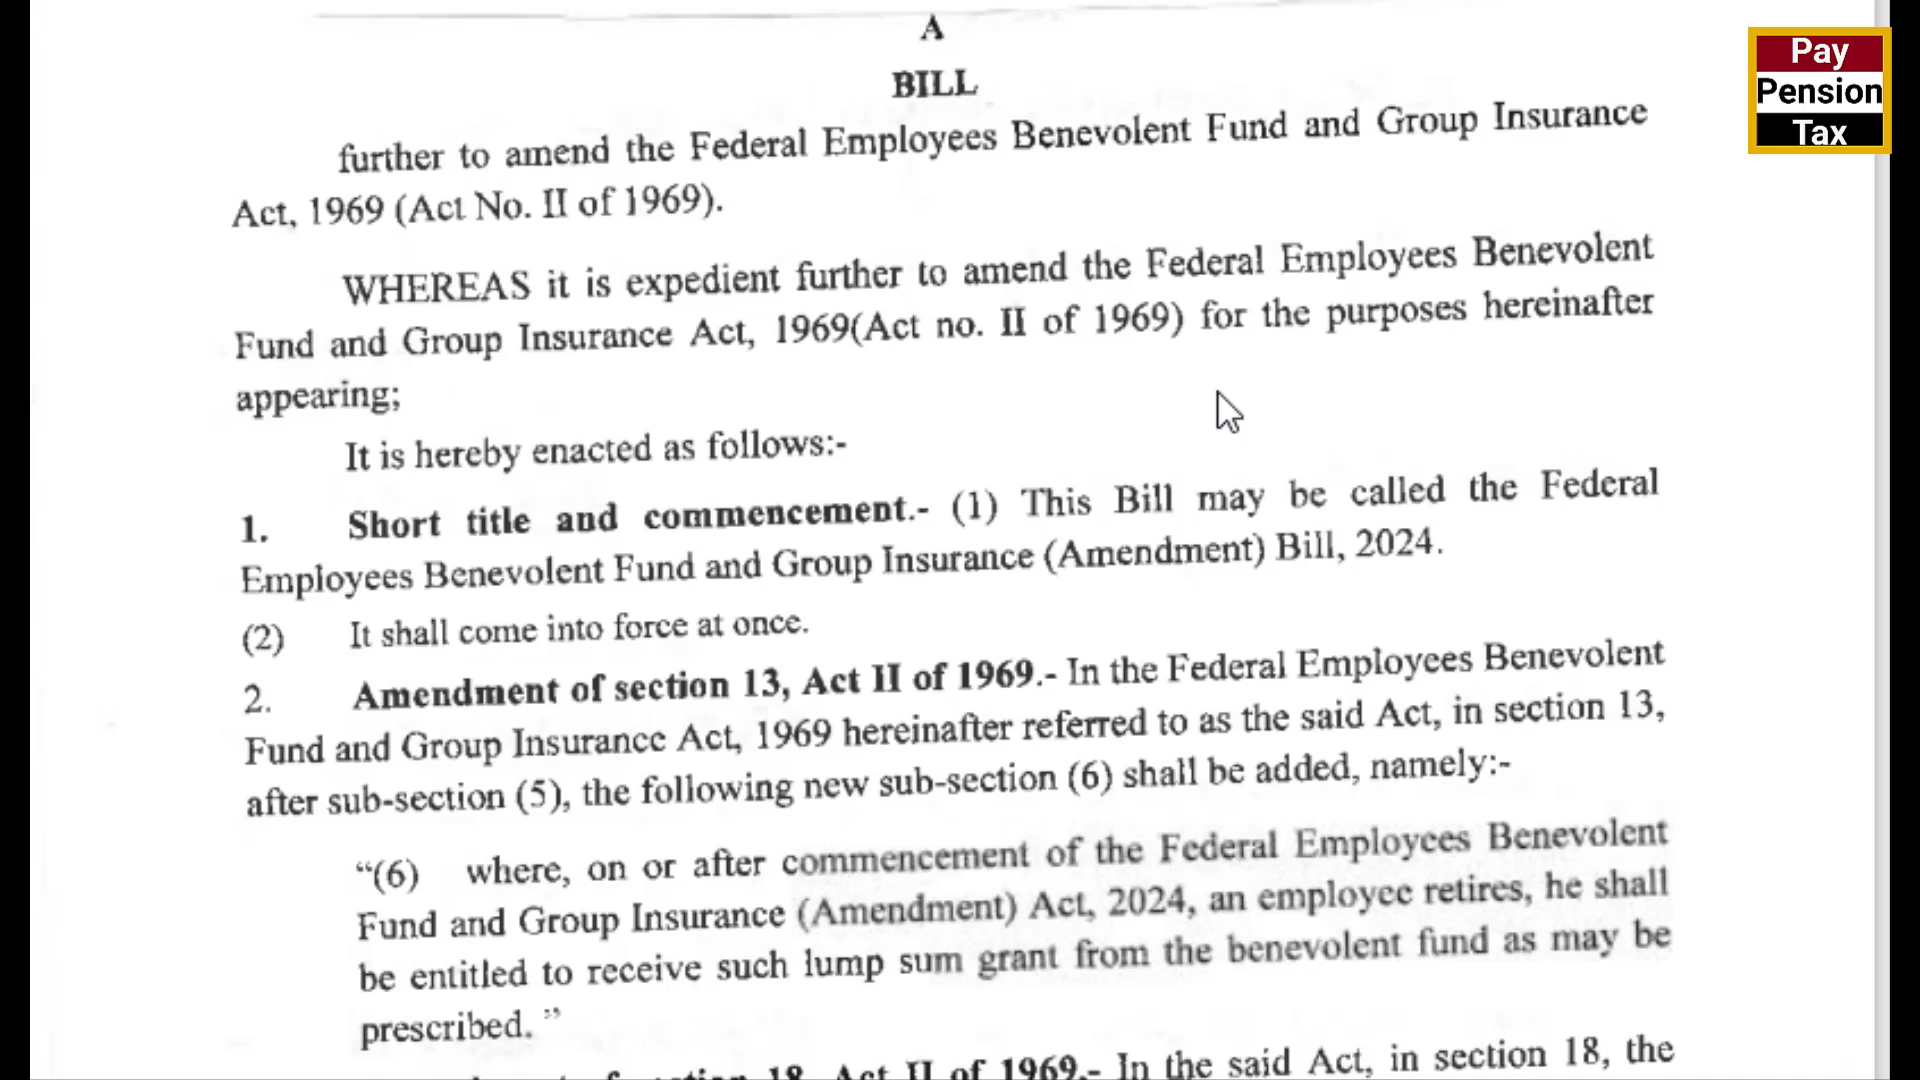 A
BILL
further to amend the Federal Employees Benevolent Fund and Group Insurance
Act, 1969 (Act No. II of 1969).
WHEREAS it is expedient further to amend the Federal Employees Benevolent
Fund and Group Insurance Act, 1969(Act no. II of 1969) for the purposes hereinafter
appearing;
It is hereby enacted as follows:-
1. Short title and commencement.- (1) This Bill may be called the Federal
Employees Benevolent Fund and Group Insurance (Amendment) Bill, 2024.
(2) It shall come into force at once.
2. Amendment of section 13, Act II of 1969.- In the Federal Employees Benevolent
Fund and Group Insurance Act, 1969 hereinafter referred to as the said Act, in section 13,
after sub-section (5), the following new sub-section (6) shall be added, namely:-
“(6) where, on or after commencement of the Federal Employees Benevolent
Fund and Group Insurance (Amendment) Act, 2024, an employee retires, he shall
be entitled to receive such lump sum grant from the benevolent fund as may be
prescribed. ”
18, Act II of 1969.- In the said Act, in section 18, the
Pay
Pension
Tax